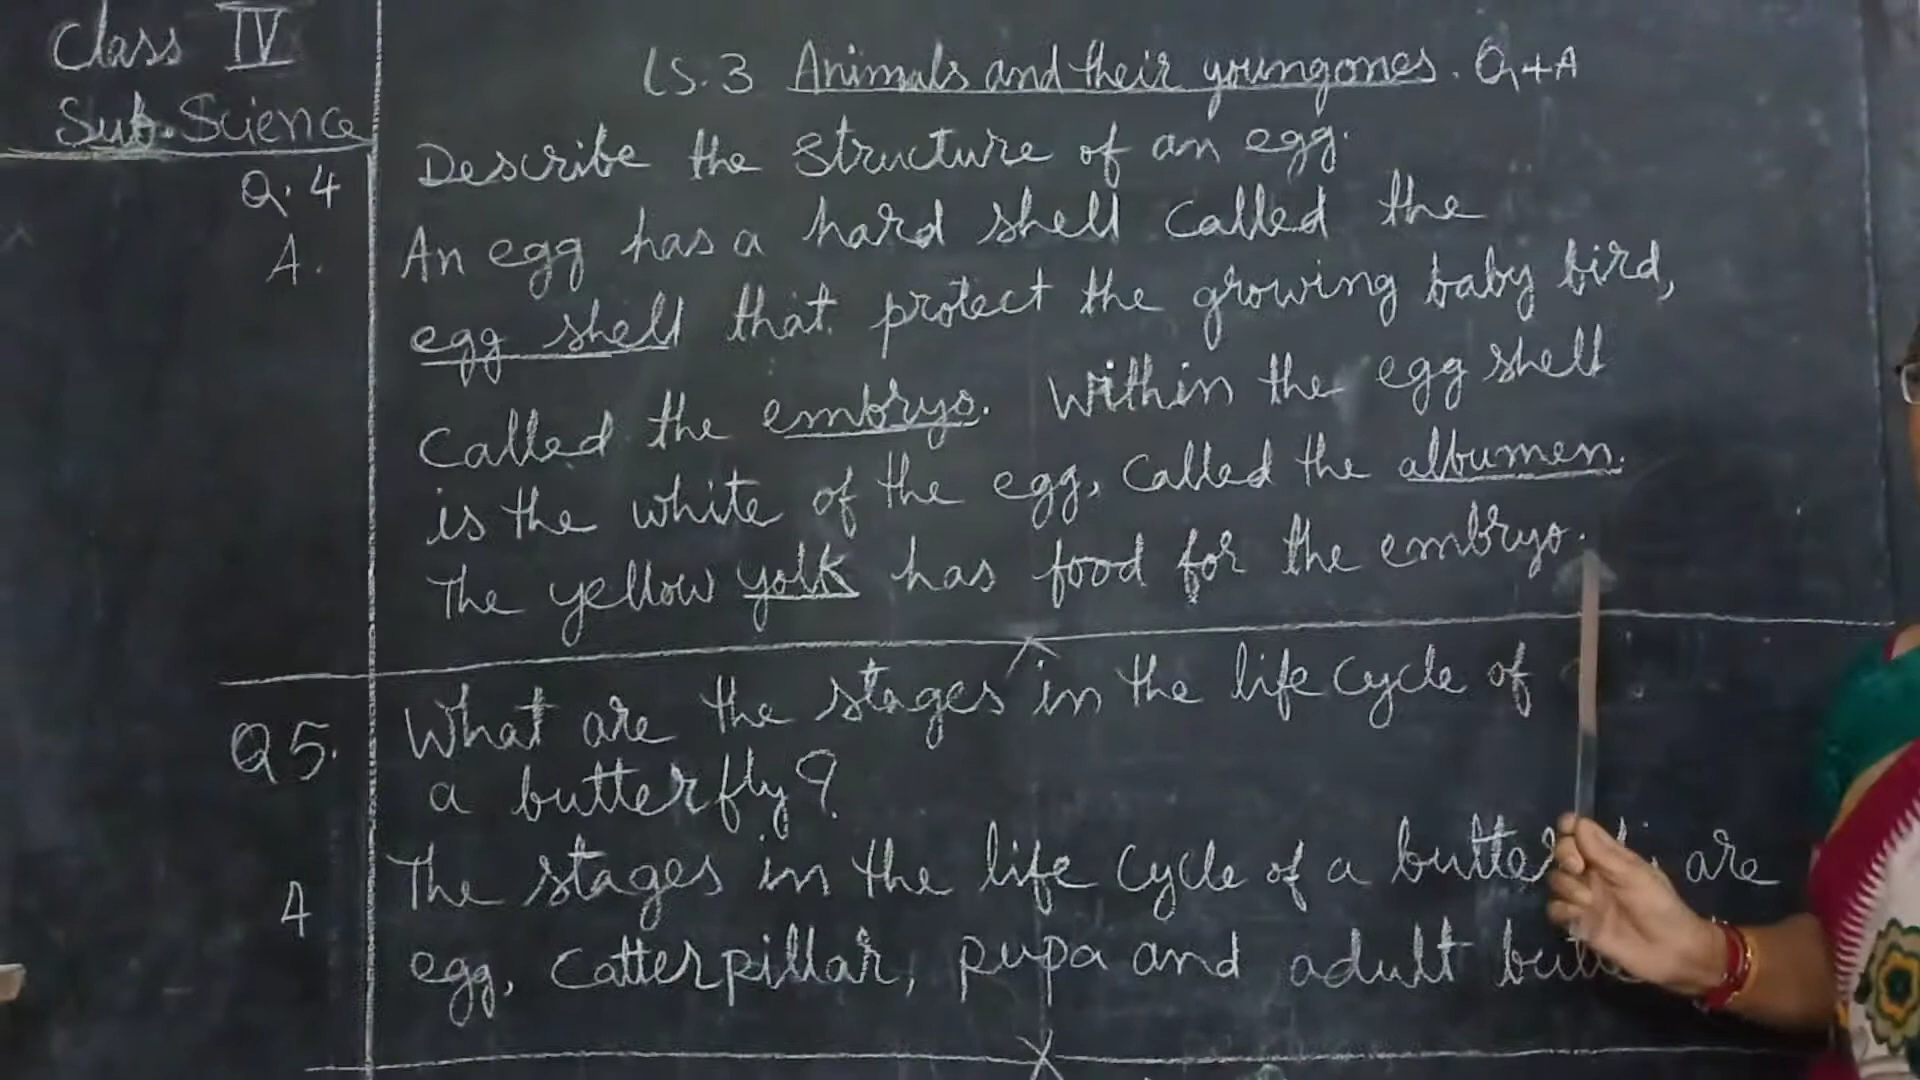 Class IV
Sub. Science
LS.3 Animals and their youngones. Q+A
Q.4 Describe the structure of an egg.
A. An egg has a hard shell called the
egg shell that protect the growing baby bird,
called the embryo. Within the egg shell
is the white of the egg, called the albumen.
The yellow yolk has food for the embryo.
Q5. What are the stages in the life cycle of
a butterfly?
A The stages in the life cycle of a are
egg, catterpillar, pupa and adult